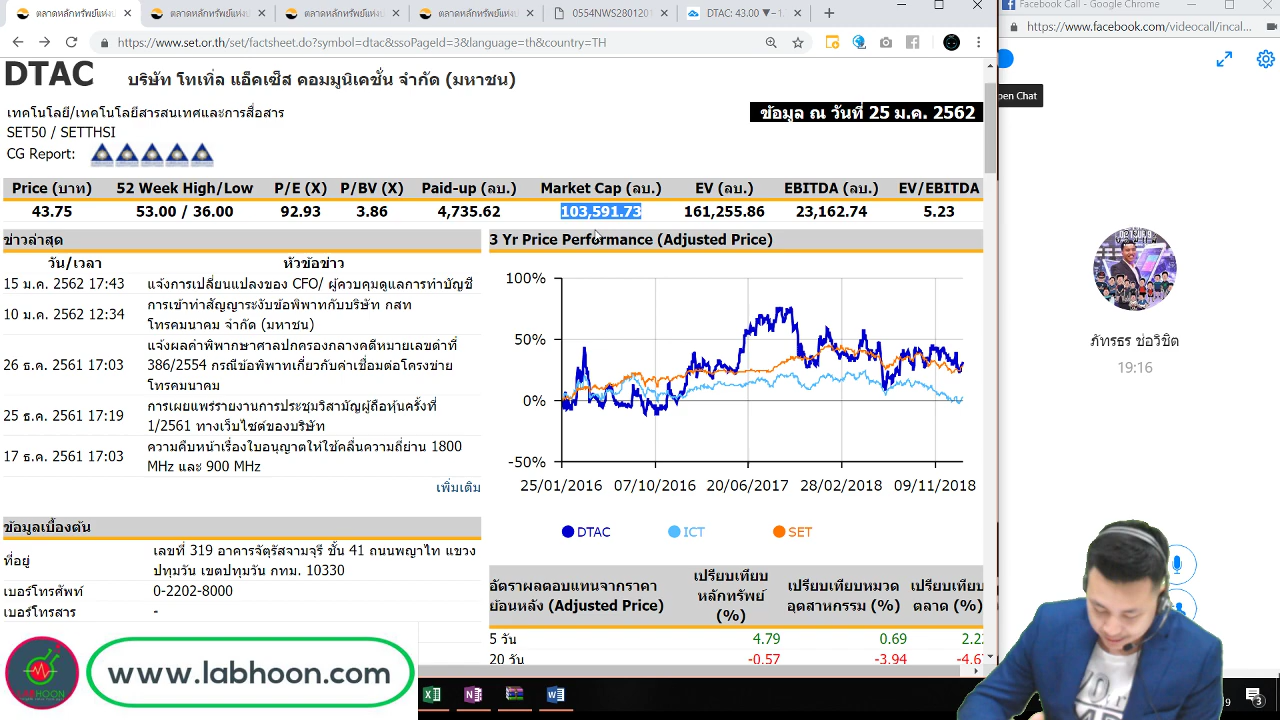 ตลาดหลักทรัพย์แห่งป
ตลาดหลักทรัพย์แห่งป
ตลาดหลักทรัพย์แห่งป
ตลาดหลักทรัพย์แห่งป
0554NWS2801201
DTAC 43.00 ▼-1.
Facebook Call - Google Chrome
https://www.set.or.th/set/factsheet.do?symbol=dtac&ssoPageId=3&language=th&country=TH
https://www.facebook.com/videocall/incal...
DTAC บริษัท โทเทิ่ล แอ็คเซ็ส คอมมูนิเคชั่น จำกัด (มหาชน)
pen Chat
เทคโนโลยี/เทคโนโลยีสารสนเทศและการสื่อสาร
ข้อมูล ณ วันที่ 25 ม.ค. 2562
SET50 / SETTHSI
CG Report:
Price (บาท) 52 Week High/Low P/E (X) P/BV (X) Paid-up (ลบ.) Market Cap (ลบ.) EV (ลบ.) EBITDA (ลบ.) EV/EBITDA
43.75 53.00 / 36.00 92.93 3.86 4,735.62 103,591.73 161,255.86 23,162.74 5.23
ข่าวล่าสุด
วัน/เวลา หัวข้อข่าว
15 ม.ค. 2562 17:43 แจ้งการเปลี่ยนแปลงของ CFO/ ผู้ควบคุมดูแลการทำบัญชี
10 ม.ค. 2562 12:34 การเข้าทำสัญญาระงับข้อพิพาทกับบริษัท กสท
โทรคมนาคม จำกัด (มหาชน)
26 ธ.ค. 2561 17:03 แจ้งผลคำพิพากษาศาลปกครองกลางคดีหมายเลขดำที่
386/2554 กรณีข้อพิพาทเกี่ยวกับค่าเชื่อมต่อโครงข่าย
โทรคมนาคม
25 ธ.ค. 2561 17:19 การเผยแพร่รายงานการประชุมวิสามัญผู้ถือหุ้นครั้งที่
1/2561 ทางเว็บไซต์ของบริษัท
17 ธ.ค. 2561 17:03 ความคืบหน้าเรื่องใบอนุญาตให้ใช้คลื่นความถี่ย่าน 1800
MHz และ 900 MHz
เพิ่มเติม
ข้อมูลเบื้องต้น
ที่อยู่ เลขที่ 319 อาคารจัตุรัสจามจุรี ชั้น 41 ถนนพญาไท แขวง
ปทุมวัน เขตปทุมวัน กทม. 10330
เบอร์โทรศัพท์ 0-2202-8000
เบอร์โทรสาร -
3 Yr Price Performance (Adjusted Price)
100%
50%
0%
-50%
25/01/2016 07/10/2016 20/06/2017 28/02/2018 09/11/2018
DTAC ICT SET
อัตราผลตอบแทนจากราคา
ย้อนหลัง (Adjusted Price)
เปรียบเทียบ
หลักทรัพย์
(%)
เปรียบเทียบหมวด
อุตสาหกรรม (%)
เปรียบเทีย
ตลาด (%)
5 วัน 4.79 0.69 2.2
20 วัน -0.57 -3.94 -4.6
ภัทรธร ช่อวิชิต
19:16
LABHOON
www.labhoon.com
9
3